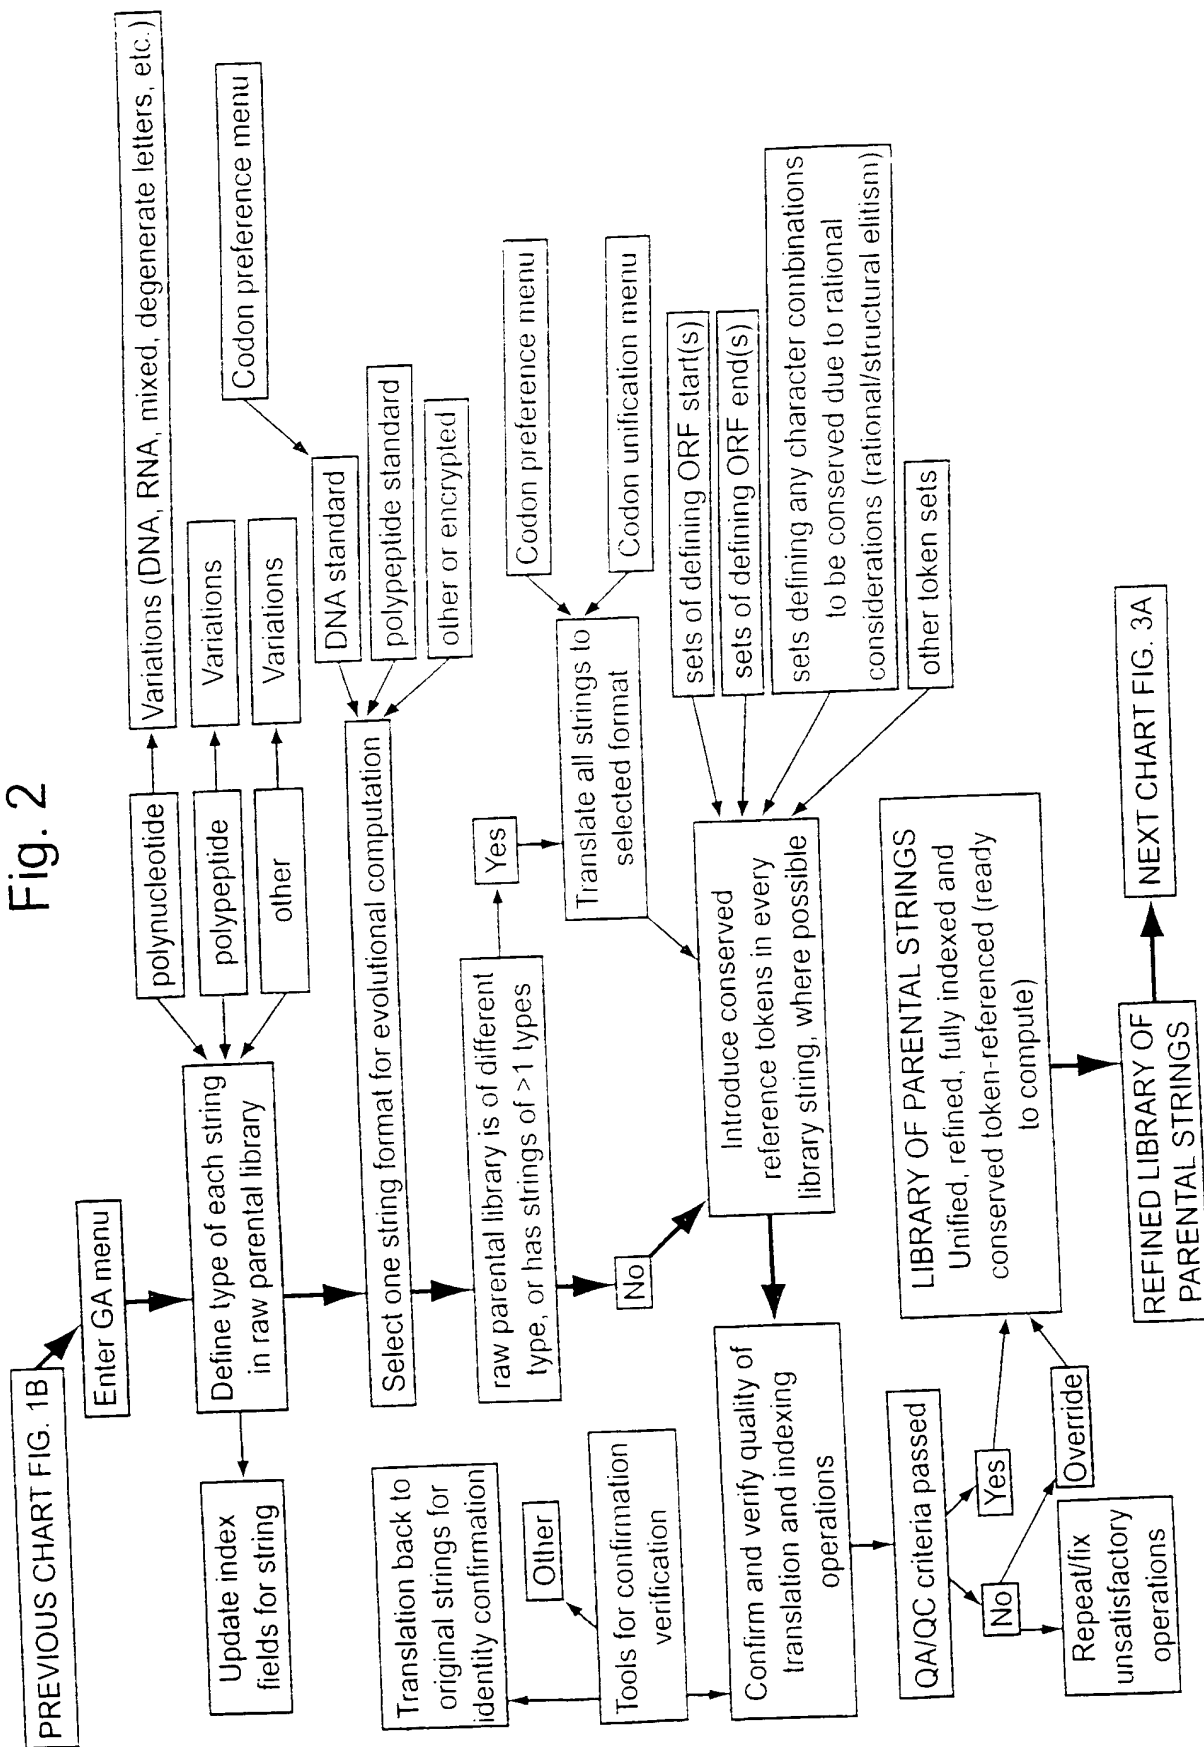 Fig. 2
PREVIOUS CHART FIG. 1B
Enter GA menu
Define type of each string
in raw parental library
Update index
fields for string
polynucleotide
polypeptide
other
Variations (DNA, RNA, mixed, degenerate letters, etc.)
Variations
Variations
Codon preference menu
Select one string format for evolutional computation
DNA standard
polypeptide standard
other or encrypted
raw parental library is of different
type, or has strings of >1 types
Yes
No
Translate all strings to
selected format
Codon preference menu
Codon unification menu
Introduce conserved
reference tokens in every
library string, where possible
sets of defining ORF start(s)
sets of defining ORF end(s)
sets defining any character combinations
to be conserved due to rational
considerations (rational/structural elitism)
other token sets
Translation back to
original strings for
identity confirmation
Other
Tools for confirmation
verification
Confirm and verify quality of
translation and indexing
operations
QA/QC criteria passed
Yes
No
Override
Repeat/fix
unsatisfactory
operations
LIBRARY OF PARENTAL STRINGS
Unified, refined, fully indexed and
conserved token-referenced (ready
to compute)
REFINED LIBRARY OF
PARENTAL STRINGS
NEXT CHART FIG. 3A